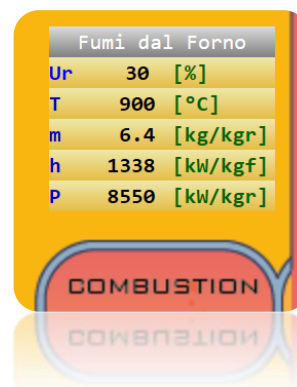 Fumi dal Forno
Ur 30 [%]
T 900 [°C]
m 6.4 [kg/kgr]
h 1338 [kW/kgf]
P 8550 [kW/kgr]
COMBUSTION